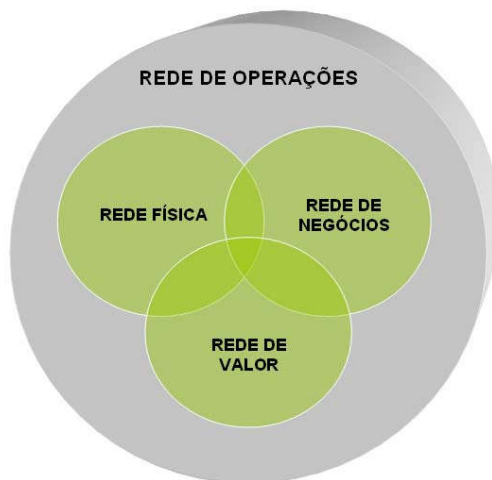 REDE DE OPERAÇÕES
REDE FÍSICA
REDE DE
NEGÓCIOS
REDE DE
VALOR